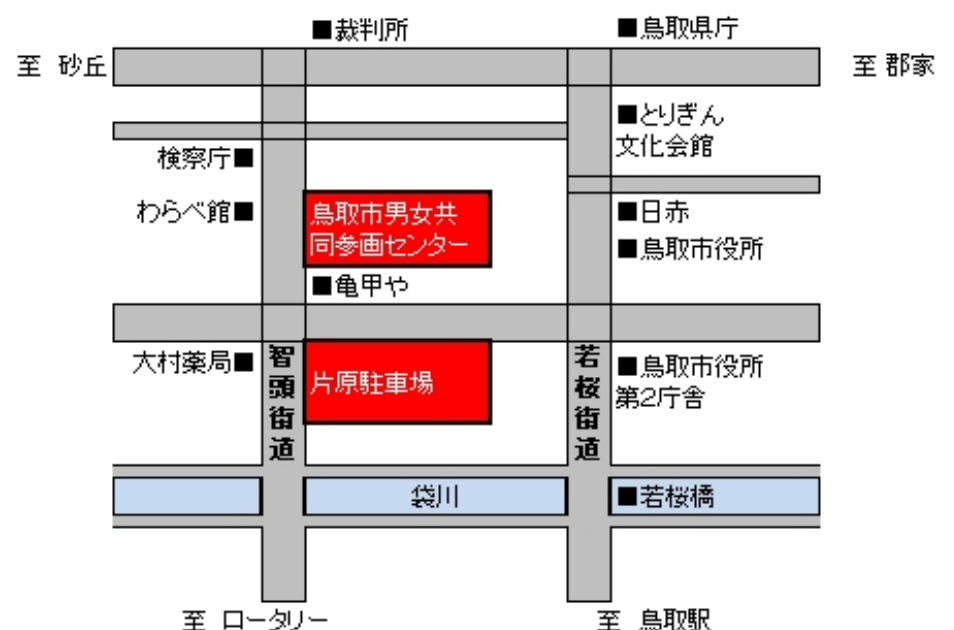 ■裁判所
■鳥取県庁
至 砂丘
至 郡家
■とりぎん
文化会館
検察庁■
わらべ館■
鳥取市男女共
同参画センター
■日赤
■鳥取市役所
■亀甲や
大村薬局■
智頭街道
片原駐車場
若桜街道
■鳥取市役所
第2庁舎
袋川
■若桜橋
至 ロータリー
至 鳥取駅